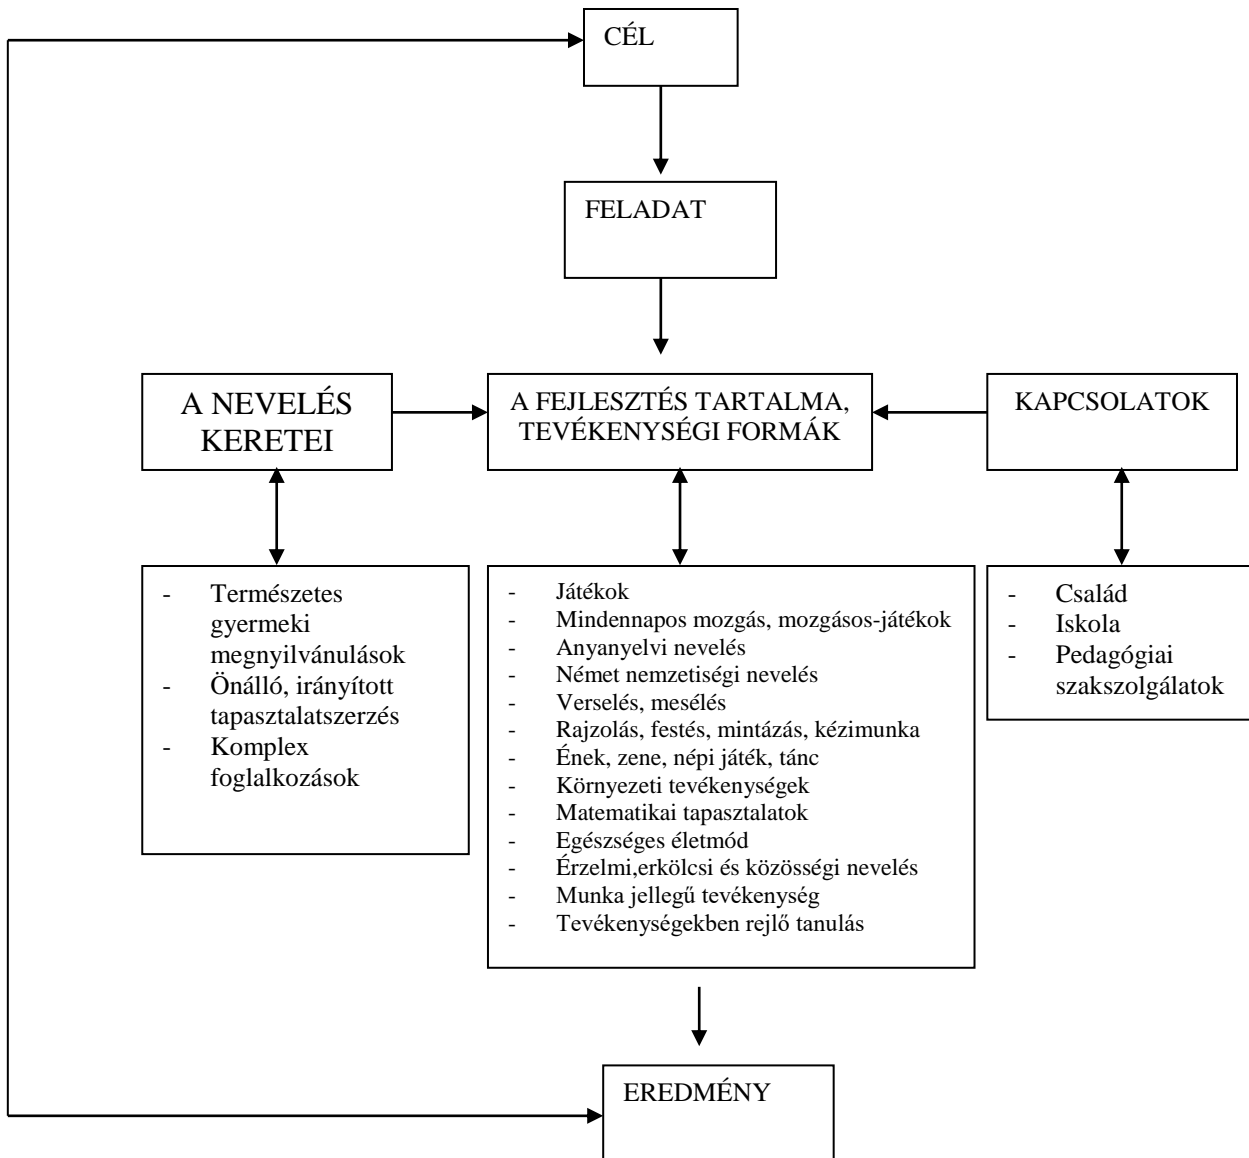 CÉL
FELADAT
A NEVELÉS
KERETEI
A FEJLESZTÉS TARTALMA,
TEVÉKENYSÉGI FORMÁK
KAPCSOLATOK
- Természetes
gyermeki
megnyilvánulások
- Önálló, irányított
tapasztalatszerzés
- Komplex
foglalkozások
- Játékok
- Mindennapos mozgás, mozgásos-játékok
- Anyanyelvi nevelés
- Német nemzetiségi nevelés
- Verselés, mesélés
- Rajzolás, festés, mintázás, kézimunka
- Ének, zene, népi játék, tánc
- Környezeti tevékenységek
- Matematikai tapasztalatok
- Egészséges életmód
- Érzelmi,erkölcsi és közösségi nevelés
- Munka jellegű tevékenység
- Tevékenységekben rejlő tanulás
- Család
- Iskola
- Pedagógiai
szakszolgálatok
EREDMÉNY